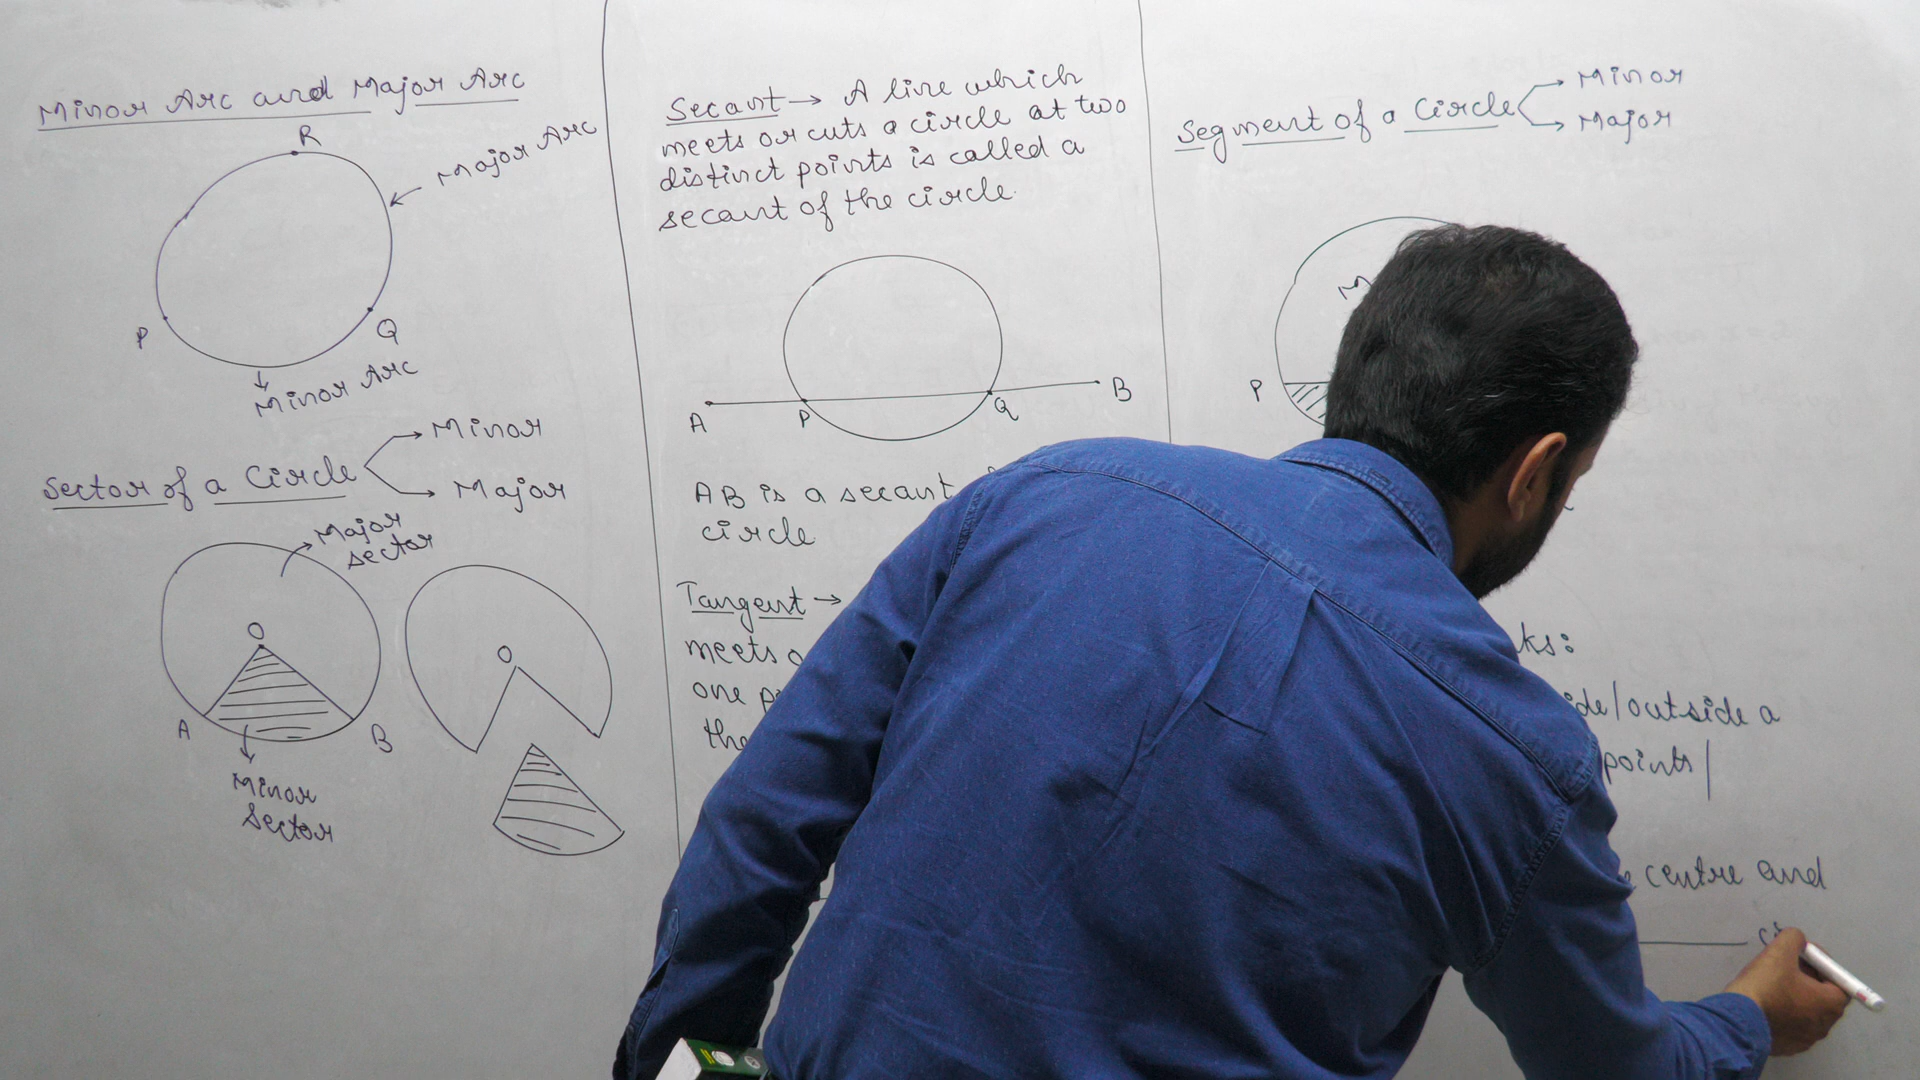 Minor Arc and Major Arc
R
Major Arc
P
Q
Minor Arc
Sector of a Circle
Minor
Major
Major
sector
O
A
B
Minor
Sector
O
Secant → A line which
meets or cuts a circle at two
distinct points is called a
secant of the circle.
A
P
Q
B
AB is a secant
circle
Tangent →
meets
one
the
Segment of a Circle
Minor
Major
P
/outside a
points/
centre and